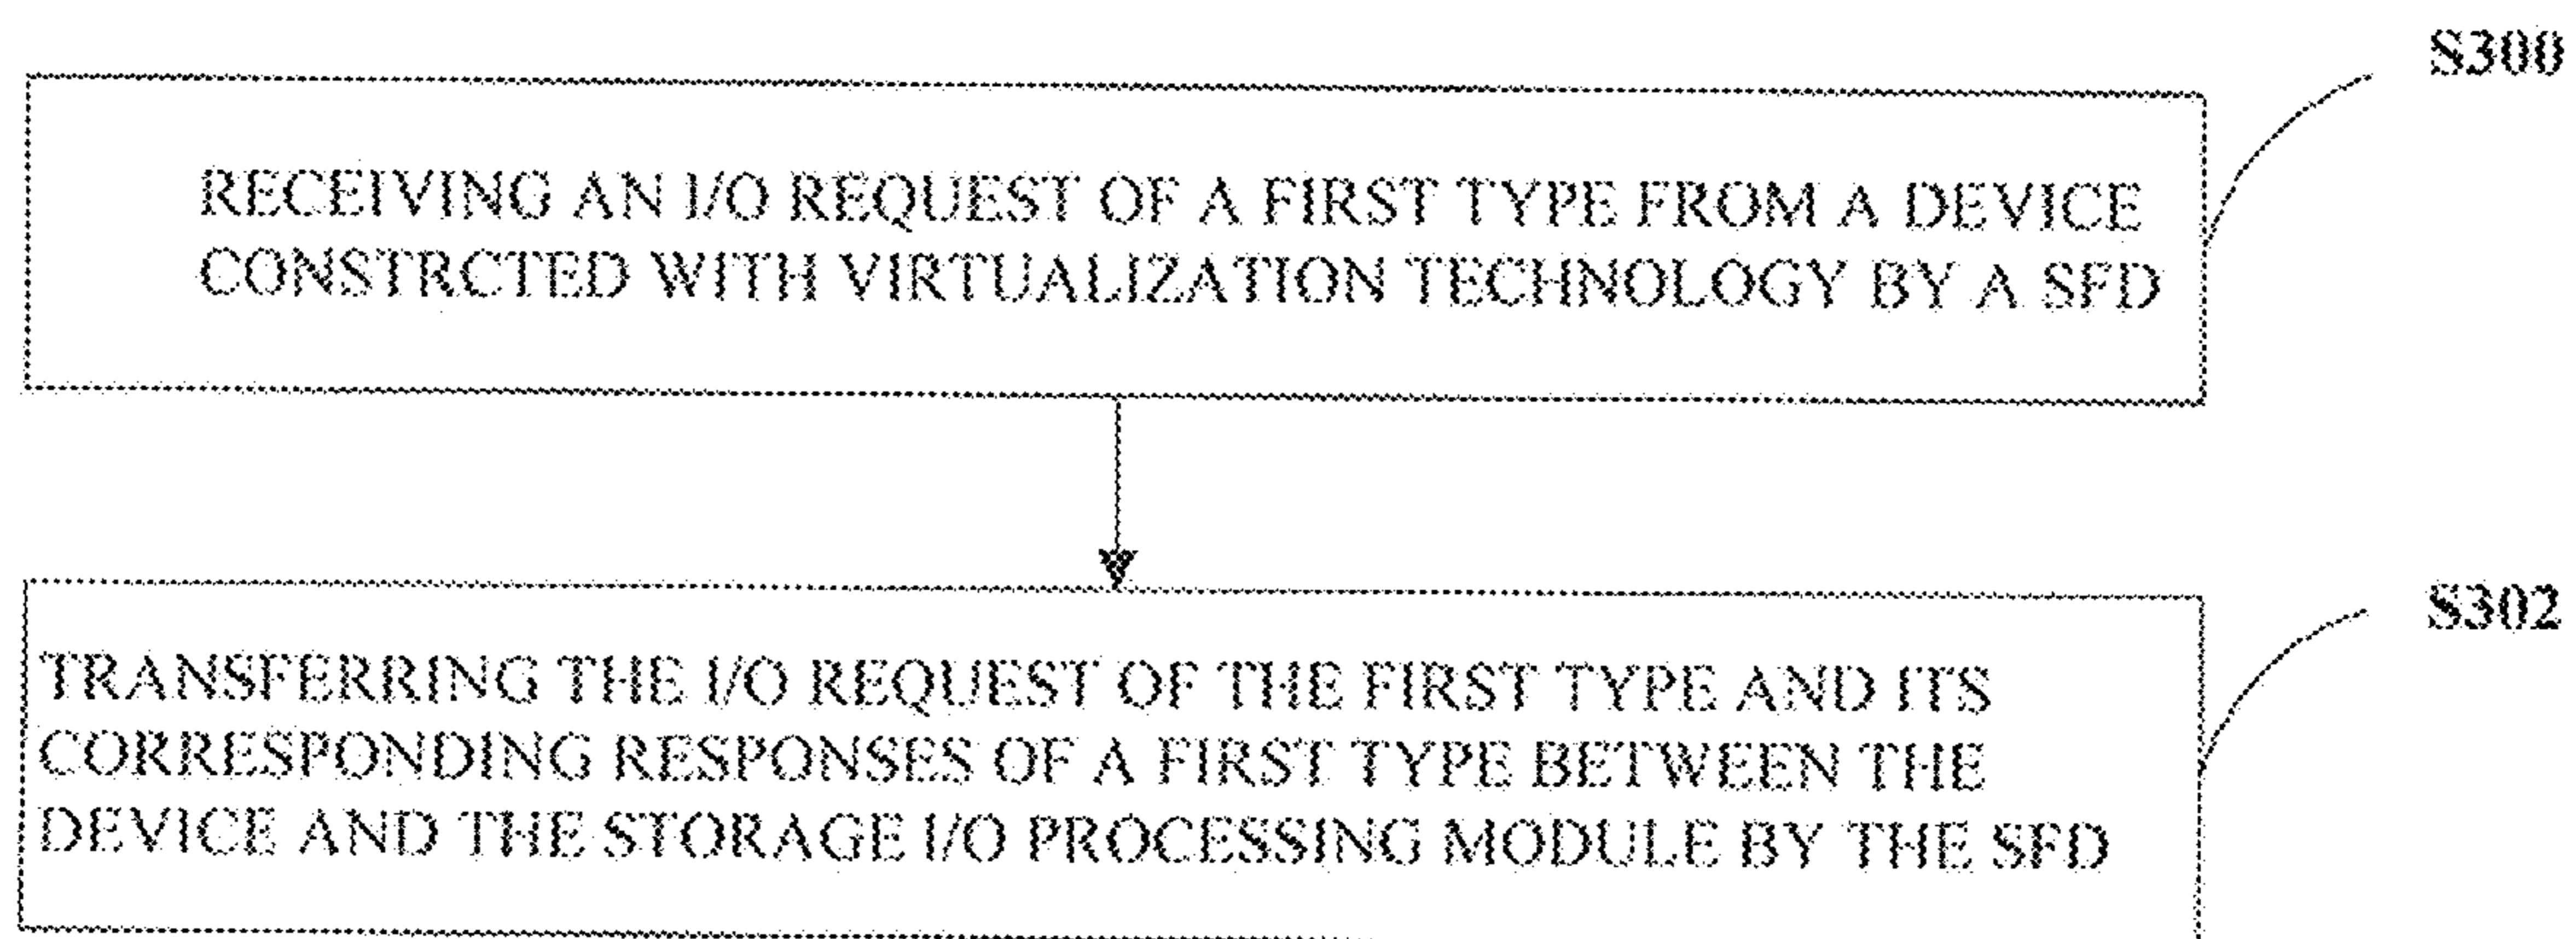 S300
RECEIVING AN I/O REQUEST OF A FIRST TYPE FROM A DEVICE
CONSTRCTED WITH VIRTUALIZATION TECHNOLOGY BY A SFD
S302
TRANSFERRING THE I/O REQUEST OF THE FIRST TYPE AND ITS
CORRESPONDING RESPONSES OF A FIRST TYPE BETWEEN THE
DEVICE AND THE STORAGE I/O PROCESSING MODULE BY THE SFD